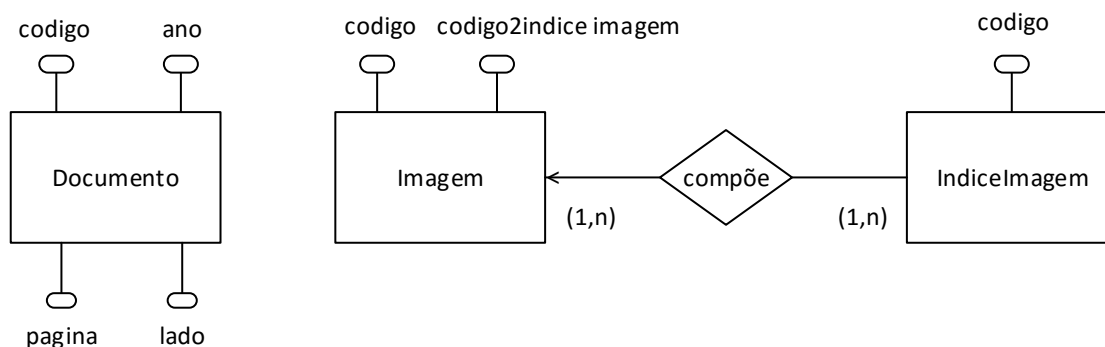 codigo
ano
codigo
codigo2indice imagem
codigo
Documento
Imagem
compõe
IndiceImagem
(1,n)
(1,n)
pagina
lado